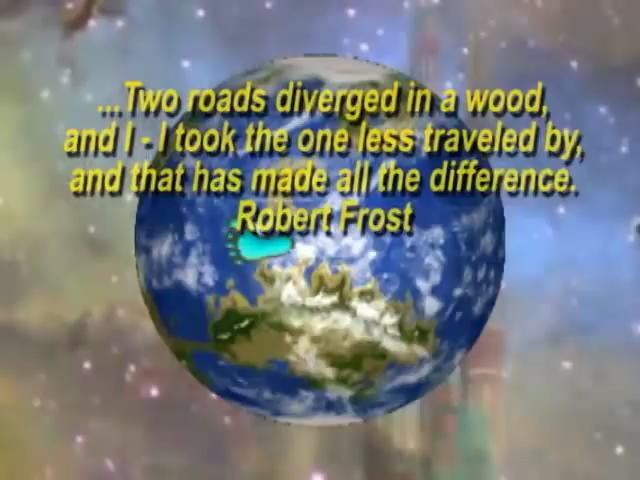 ...Two roads diverged in a wood,
and I - I took the one less traveled by,
and that has made all the difference.
Robert Frost